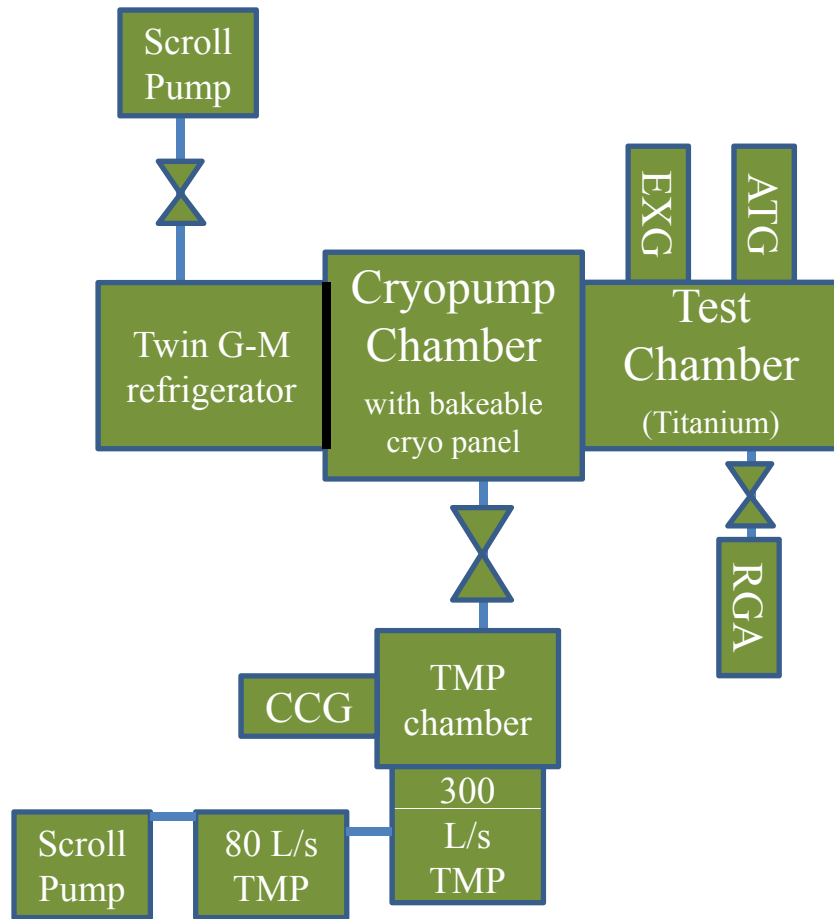 Scroll
Pump
EXG
ATG
Twin G-M
refrigerator
Cryopump
Chamber
with bakeable
cryo panel
Test
Chamber
(Titanium)
RGA
CCG
TMP
chamber
Scroll
Pump
80 L/s
TMP
300
L/s
TMP